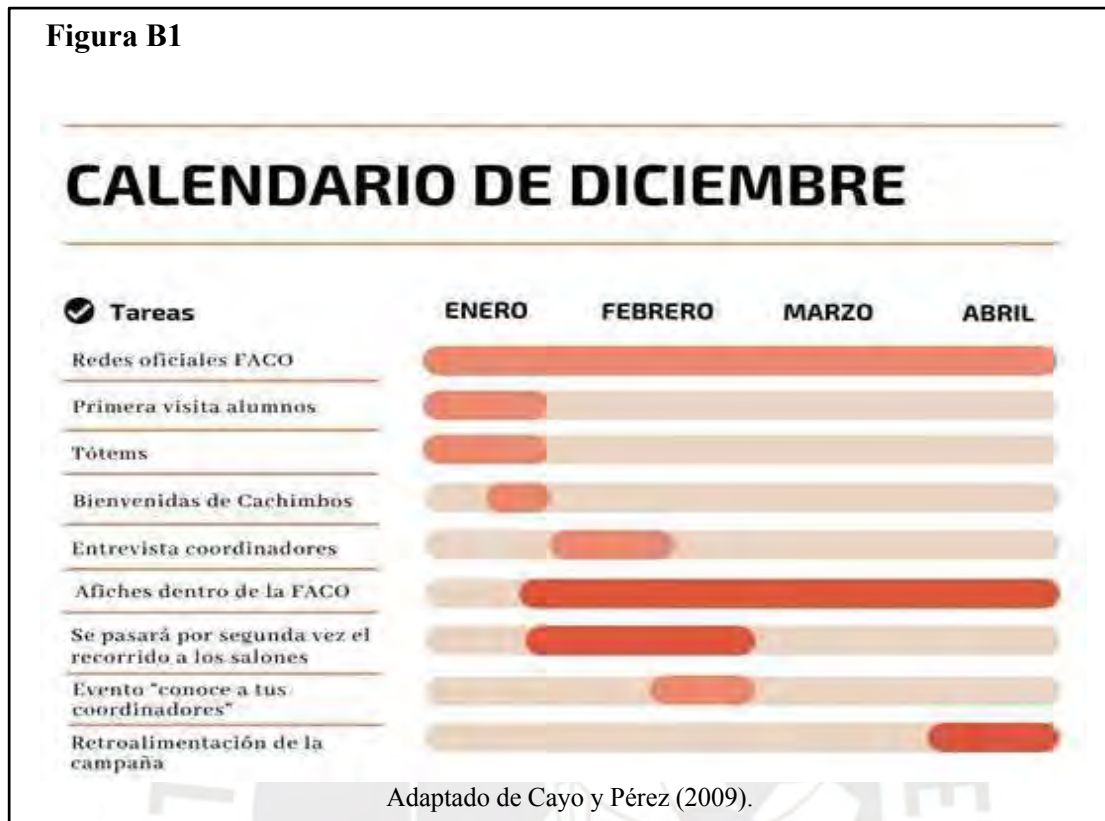 Figura B1
CALENDARIO DE DICIEMBRE
Tareas ENERO FEBRERO MARZO ABRIL
Redes oficiales FACO
Primera visita alumnos
Tótems
Bienvenidas de Cachimbos
Entrevista coordinadores
Afiches dentro de la FACO
Se pasará por segunda vez el
recorrido a los salones
Evento "conoce a tus
coordinadores"
Retroalimentación de la
campaña
Adaptado de Cayo y Pérez (2009).